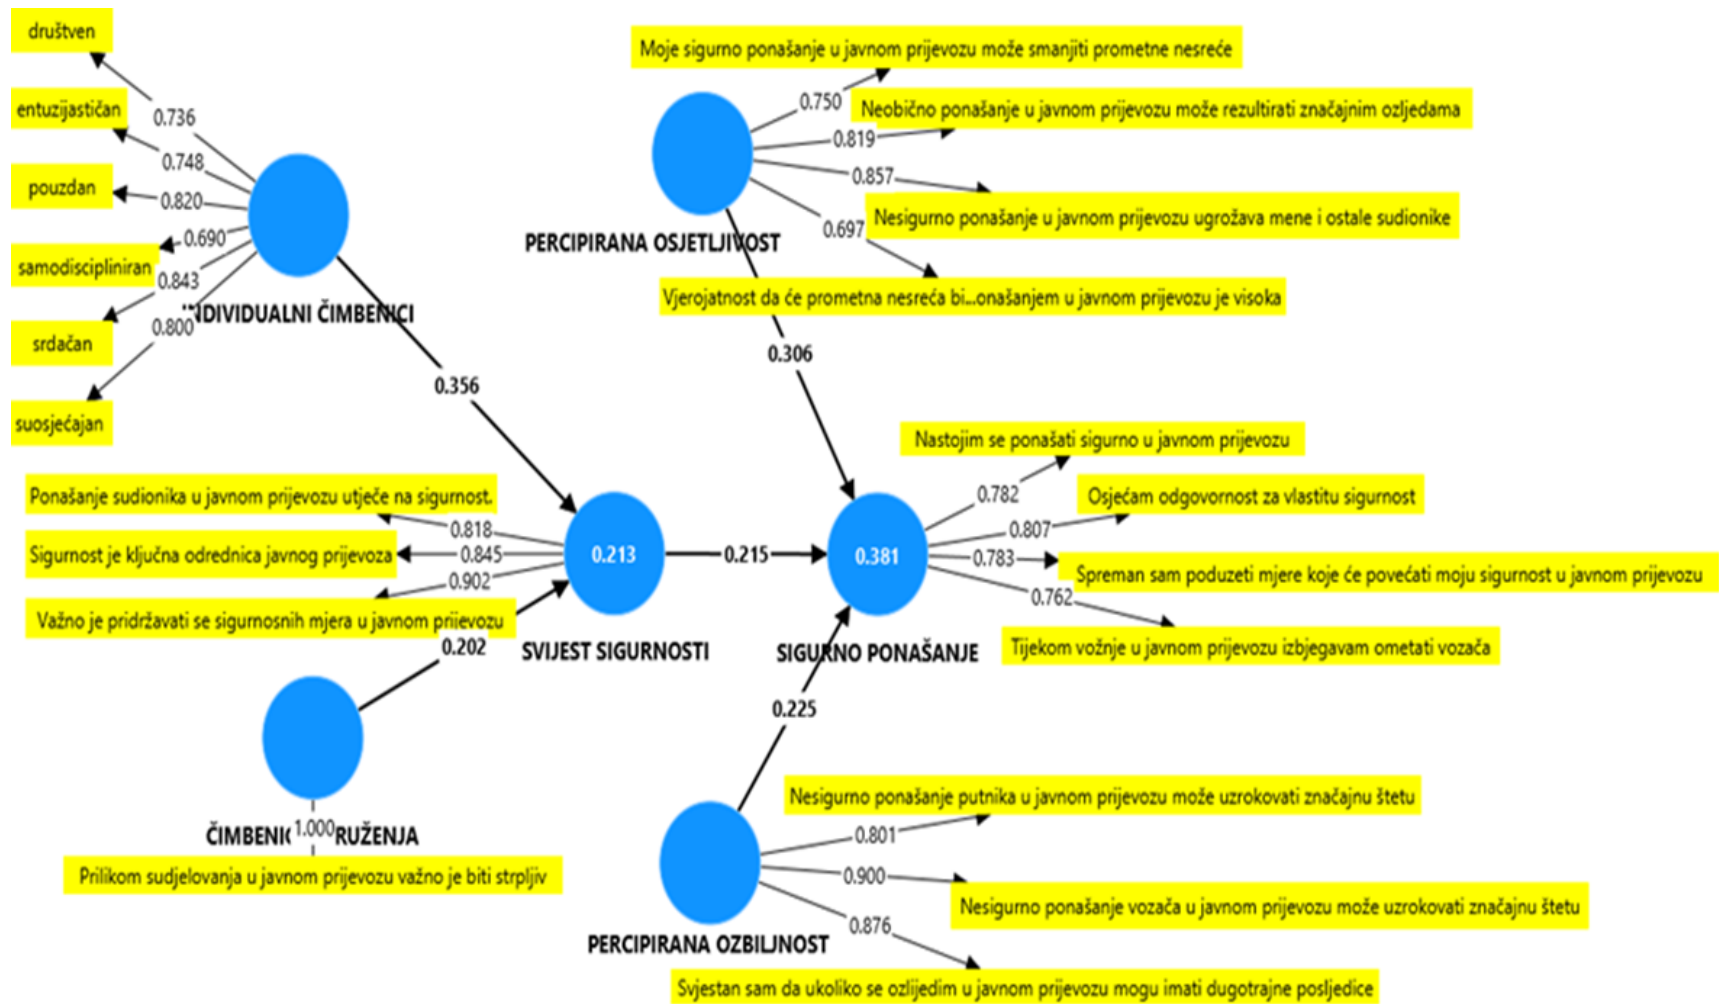 društven
0.736
entuzijastičan
0.748
pouzdan
0.820
samodiscipliniran
0.690
srdačan
0.843
suosjećajan
0.800
INDIVIDUALNI ČIMBENICI
0.356
Moje sigurno ponašanje u javnom prijevozu može smanjiti prometne nesreće
0.750
Neobično ponašanje u javnom prijevozu može rezultirati značajnim ozljedama
0.819
0.857
Nesigurno ponašanje u javnom prijevozu ugrožava mene i ostale sudionike
0.697
PERCIPIRANA OSJETLJIVOST
Vjerojatnost da će prometna nesreća bi...onašanjem u javnom prijevozu je visoka
0.306
Ponašanje sudionika u javnom prijevozu utječe na sigurnost.
0.818
Sigurnost je ključna odrednica javnog prijevoza
0.845
0.902
Važno je pridržavati se sigurnosnih mjera u javnom prijevozu
0.202
0.213
SVIJEST SIGURNOSTI
0.215
0.381
SIGURNO PONAŠANJE
Nastojim se ponašati sigurno u javnom prijevozu
0.782
Osjećam odgovornost za vlastitu sigurnost
0.807
0.783
Spreman sam poduzeti mjere koje će povećati moju sigurnost u javnom prijevozu
0.762
Tijekom vožnje u javnom prijevozu izbjegavam ometati vozača
0.225
1.000
Prilikom sudjelovanja u javnom prijevozu važno je biti strpljiv
Nesigurno ponašanje putnika u javnom prijevozu može uzrokovati značajnu štetu
0.801
0.900
Nesigurno ponašanje vozača u javnom prijevozu može uzrokovati značajnu štetu
0.876
PERCIPIRANA OZBILJNOST
Svjestan sam da ukoliko se ozlijedim u javnom prijevozu mogu imati dugotrajne posljedice